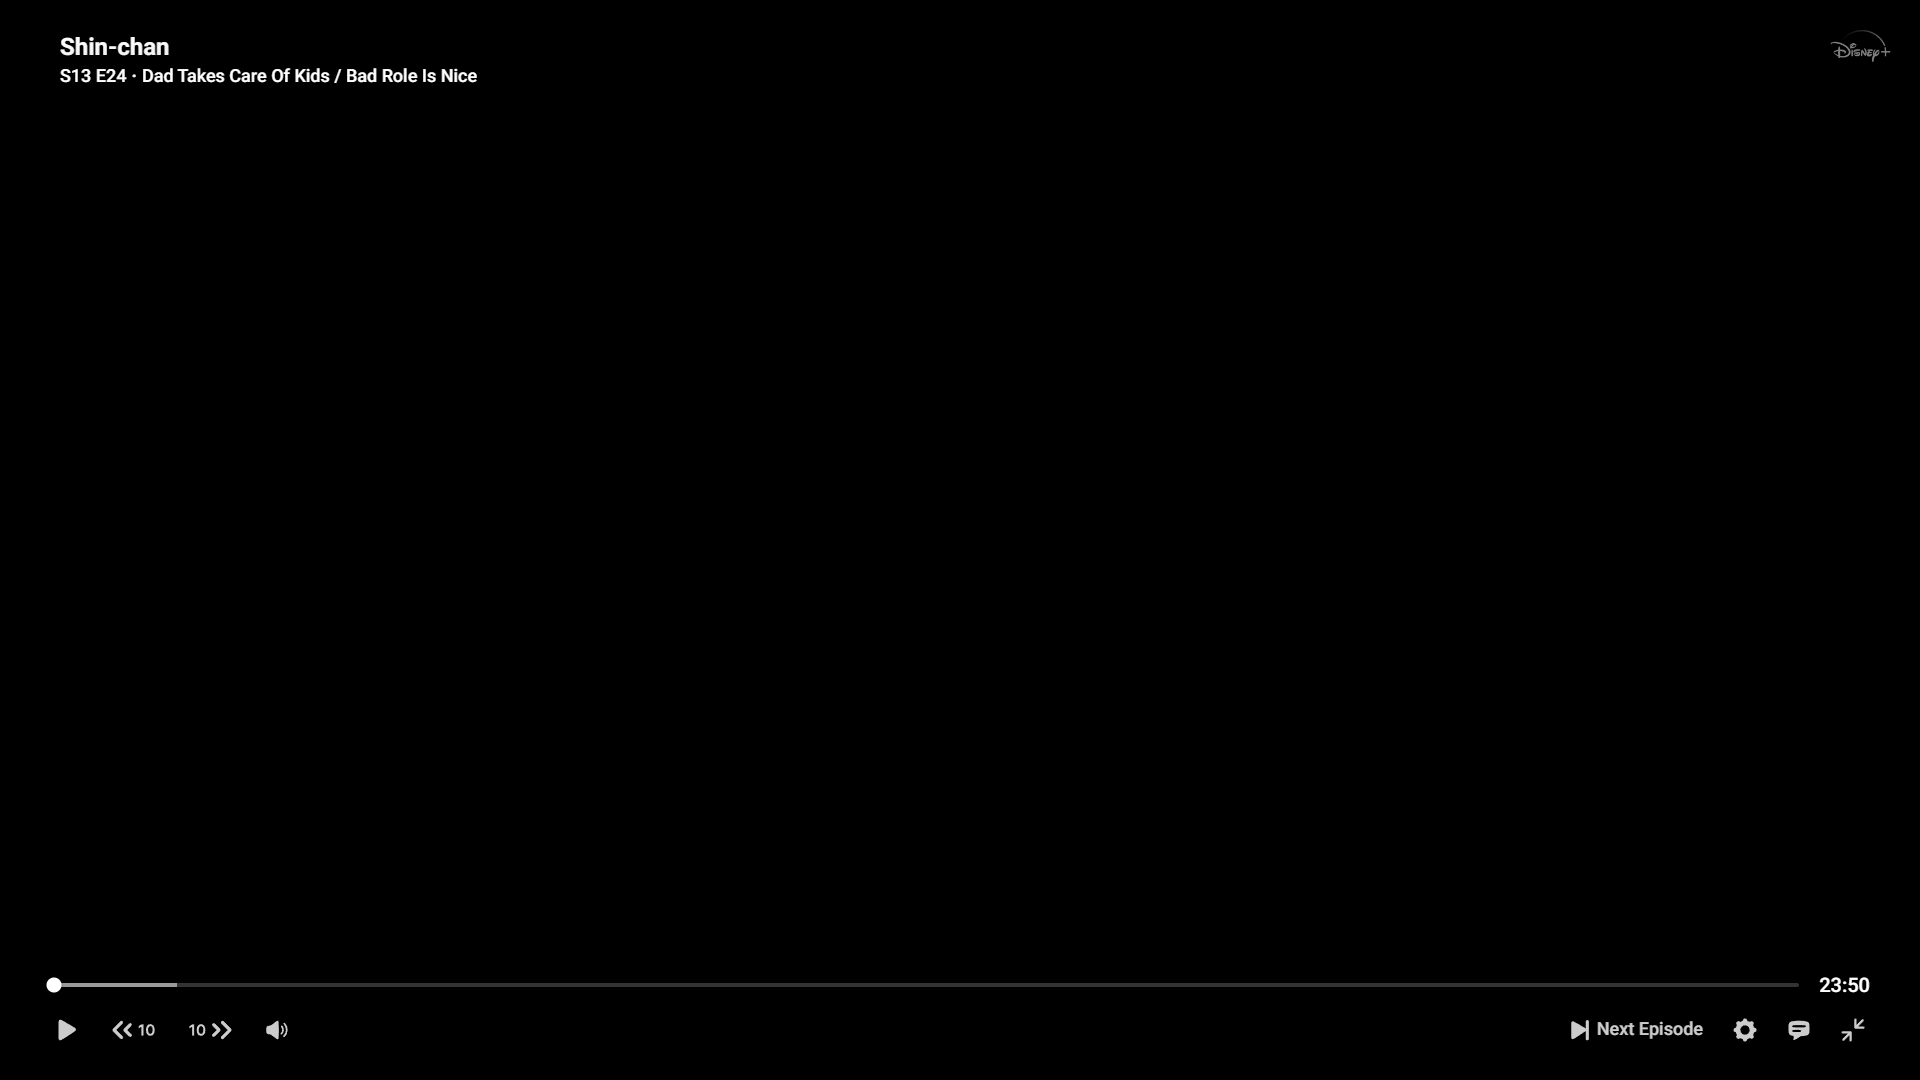 Shin-chan
S13 E24 • Dad Takes Care Of Kids / Bad Role Is Nice
Disney+
23:50
10
10
Next Episode